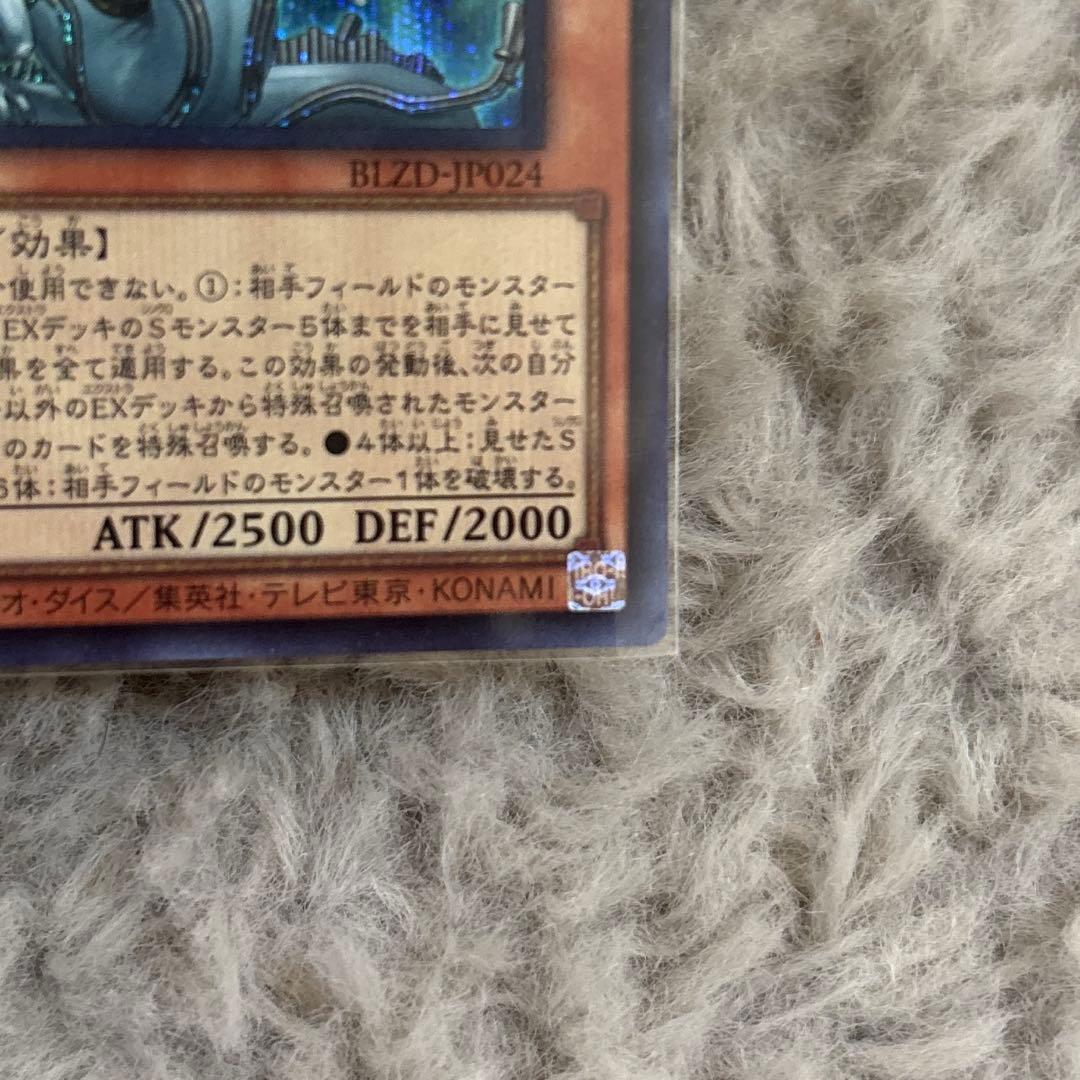 BLZD-JP024
効果】
使用できない。①：相手フィールドのモンスター
EXデッキのSモンスター5体までを相手に見せて
果を全て適用する。この効果の発動後、次の自分
以外のEXデッキから特殊召喚されたモンスター
のカードを特殊召喚する。●4体以上：見せたS
体：相手フィールドのモンスター1体を破壊する。
ATK/2500 DEF/2000
オ・ダイス／集英社・テレビ東京・KONAMI